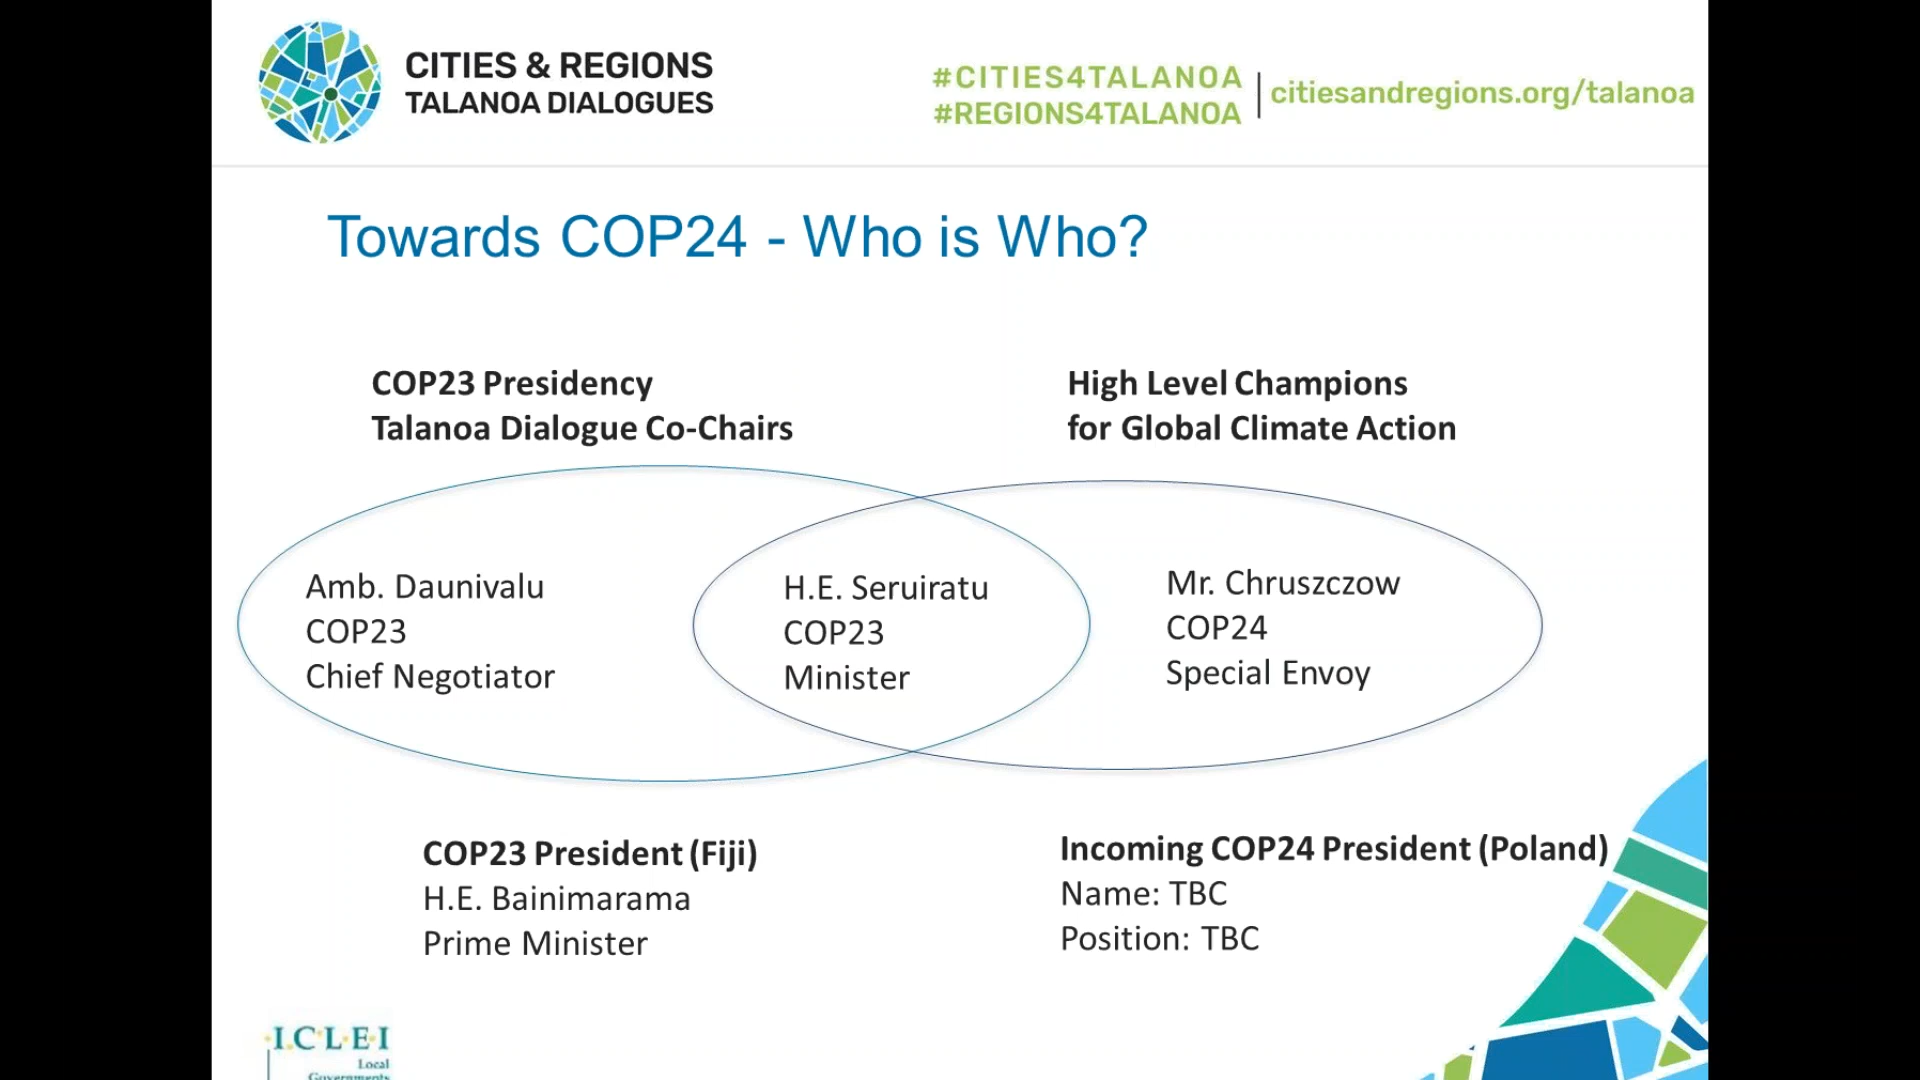 CITIES & REGIONS
TALANOA DIALOGUES
#CITIES4TALANOA
#REGIONS4TALANOA
citiesandregions.org/talanoa
Towards COP24 - Who is Who?
COP23 Presidency
Talanoa Dialogue Co-Chairs
High Level Champions
for Global Climate Action
Amb. Daunivalu
COP23
Chief Negotiator
H.E. Seruiratu
COP23
Minister
Mr. Chruszczow
COP24
Special Envoy
COP23 President (Fiji)
H.E. Bainimarama
Prime Minister
Incoming COP24 President (Poland)
Name: TBC
Position: TBC
·I.C·L·E·I
Local
Governments